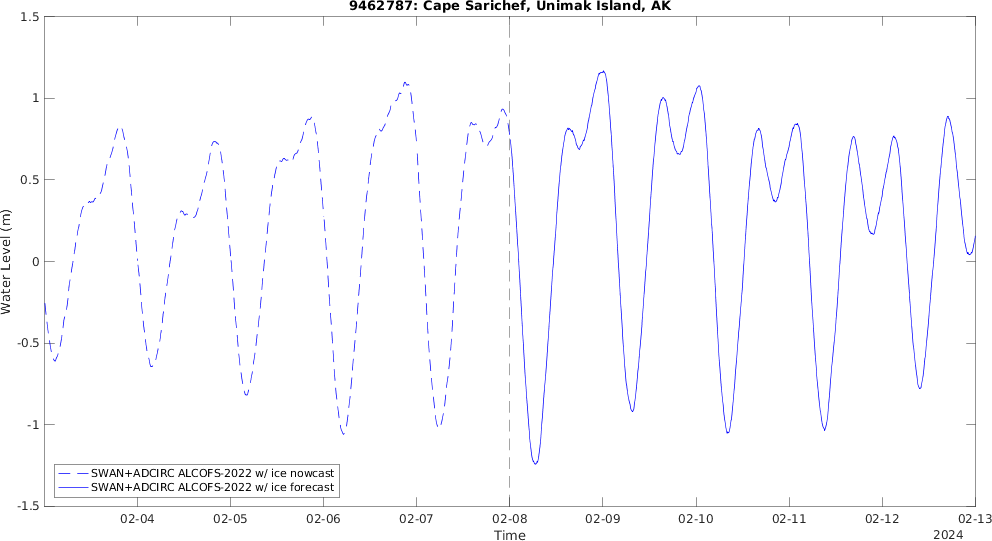 9462787: Cape Sarichef, Unimak Island, AK
1.5
1
0.5
0
-0.5
-1
-1.5
Water Level (m)
SWAN+ADCIRC ALCOFS-2022 w/ ice nowcast
SWAN+ADCIRC ALCOFS-2022 w/ ice forecast
02-04 02-05 02-06 02-07 02-08 02-09 02-10 02-11 02-12 02-13
Time
2024